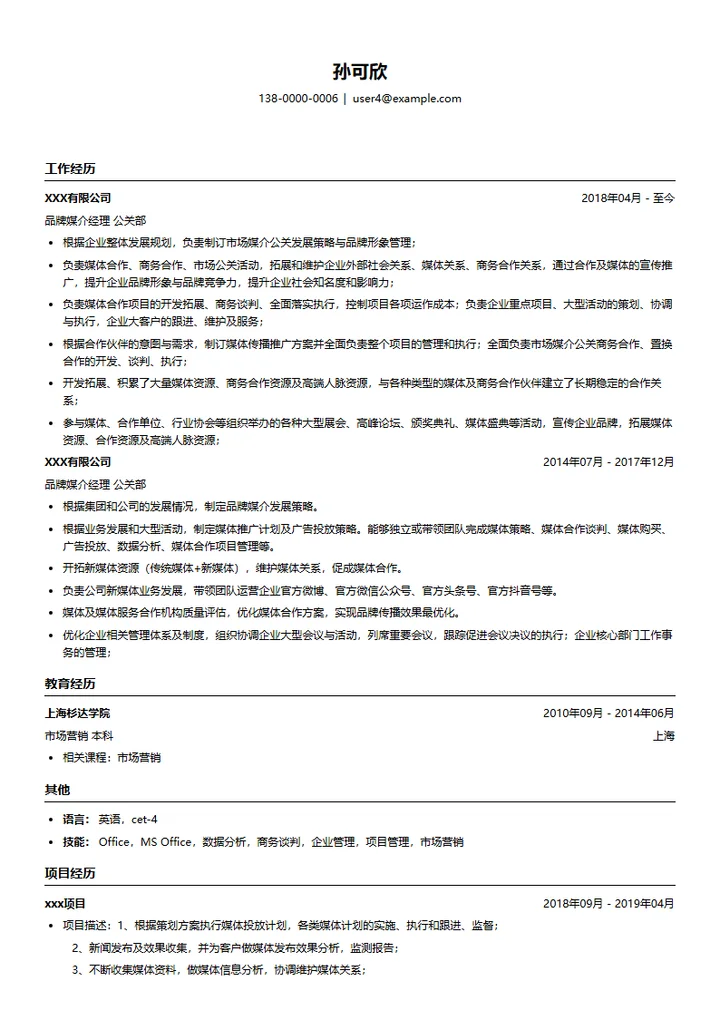 孙可欣
138-0000-0006 | user4@example.com
工作经历
XXX有限公司 2018年04月 - 至今
品牌媒介经理 公关部
• 根据企业整体发展规划，负责制订市场媒介公关发展策略与品牌形象管理；
• 负责媒体合作、商务合作、市场公关活动，拓展和维护企业外部社会关系、媒体关系、商务合作关系，通过合作及媒体的宣传推
广，提升企业品牌形象与品牌竞争力，提升企业社会知名度和影响力；
• 负责媒体合作项目的开发拓展、商务谈判、全面落实执行，控制项目各项运作成本；负责企业重点项目、大型活动的策划、协调
与执行，企业大客户的跟进、维护及服务；
• 根据合作伙伴的意图与需求，制订媒体传播推广方案并全面负责整个项目的管理和执行；全面负责市场媒介公关商务合作、置换
合作的开发、谈判、执行；
• 开发拓展、积累了大量媒体资源、商务合作资源及高端人脉资源，与各种类型的媒体及商务合作伙伴建立了长期稳定的合作关
系；
• 参与媒体、合作单位、行业协会等组织举办的各种大型展会、高峰论坛、颁奖典礼、媒体盛典等活动，宣传企业品牌，拓展媒体
资源、合作资源及高端人脉资源；
XXX有限公司 2014年07月 - 2017年12月
品牌媒介经理 公关部
• 根据集团和公司的发展情况，制定品牌媒介发展策略。
• 根据业务发展和大型活动，制定媒体推广计划及广告投放策略。能够独立或带领团队完成媒体策略、媒体合作谈判、媒体购买、
广告投放、数据分析、媒体合作项目管理等。
• 开拓新媒体资源（传统媒体+新媒体），维护媒体关系，促成媒体合作。
• 负责公司新媒体业务发展，带领团队运营企业官方微博、官方微信公众号、官方头条号、官方抖音号等。
• 媒体及媒体服务合作机构质量评估，优化媒体合作方案，实现品牌传播效果最优化。
• 优化企业相关管理体系及制度，组织协调企业大型会议与活动，列席重要会议，跟踪促进会议决议的执行；企业核心部门工作事
务的管理；
教育经历
上海杉达学院 2010年09月 - 2014年06月
市场营销 本科 上海
• 相关课程：市场营销
其他
• 语言： 英语，cet-4
• 技能： Office，MS Office，数据分析，商务谈判，企业管理，项目管理，市场营销
项目经历
xxx项目 2018年09月 - 2019年04月
• 项目描述：1、根据策划方案执行媒体投放计划，各类媒体计划的实施、执行和跟进、监督；
2、新闻发布及效果收集，并为客户做媒体发布效果分析，监测报告；
3、不断收集媒体资料，做媒体信息分析，协调维护媒体关系；